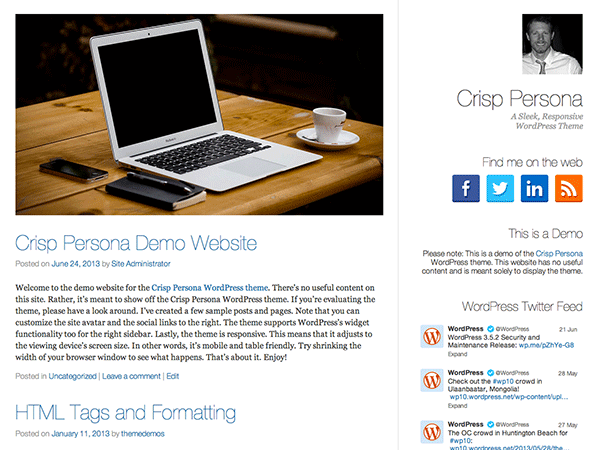 Crisp Persona
A Sleek, Responsive
WordPress Theme
Find me on the web
f
in
This is a Demo
Please note: This is a demo of the Crisp Persona
WordPress theme. This website has no useful
content and is meant solely to display the theme.
WordPress Twitter Feed
WordPress @WordPress 21 Jun
WordPress 3.5.2 Security and
Maintenance Release: wp.me/pZhYe-G8
Expand
WordPress @WordPress 28 May
Check out the #wp10 crowd in
Ulaanbaatar, Mongolia!
wp10.wordpress.net/wp-content/upl...
Expand
WordPress @WordPress 27 May
The OC crowd in Huntington Beach for
#wp10:
wp10.wordpress.net/2013/05/28/the...
Crisp Persona Demo Website
Posted on June 24, 2013 by Site Administrator
Welcome to the demo website for the Crisp Persona WordPress theme. There's no useful content on
this site. Rather, it's meant to show off the Crisp Persona WordPress theme. If you're evaluating the
theme, please have a look around. I've created a few sample posts and pages. Note that you can
customize the site avatar and the social links to the right. The theme supports WordPress's widget
functionality too for the right sidebar. Lastly, the theme is responsive. This means that it adjusts to
the viewing device's screen size. In other words, it's mobile and table friendly. Try shrinking the
width of your browser window to see what happens. That's about it. Enjoy!
Posted in Uncategorized | Leave a comment | Edit
HTML Tags and Formatting
Posted on January 11, 2013 by themedemos